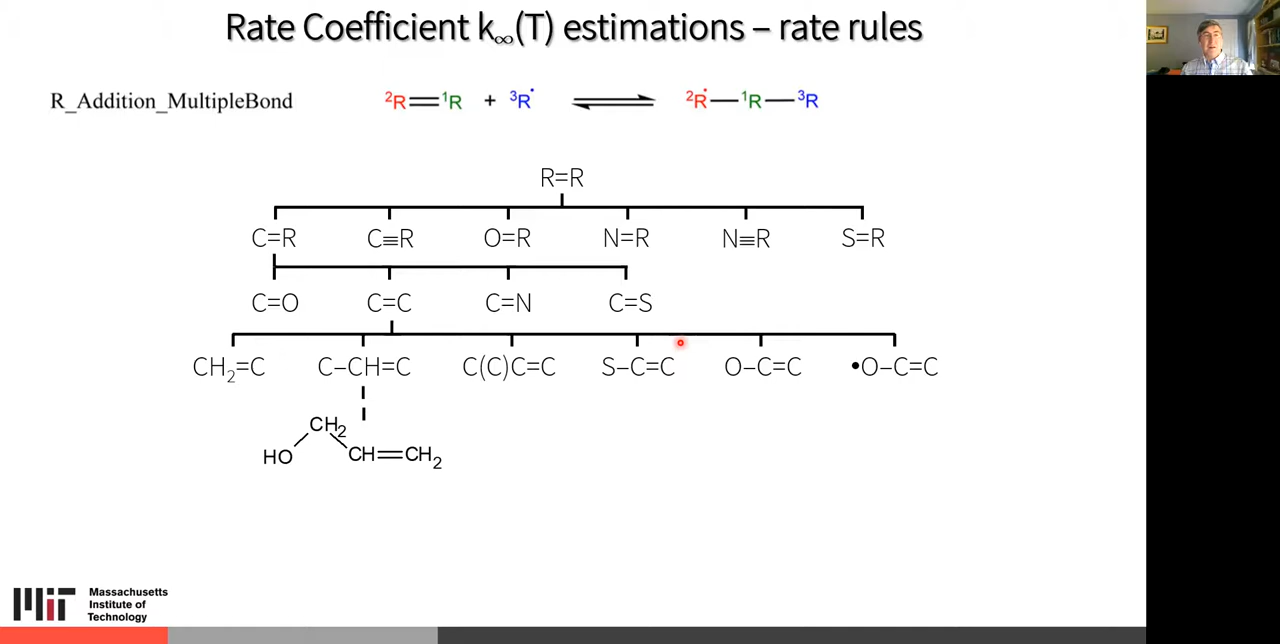 Rate Coefficient k∞(T) estimations – rate rules
R_Addition_MultipleBond ²R=¹R + ³R• ⇌ ²R•—¹R—³R
R=R
C=R C≡R O=R N=R N≡R S=R
C=O C=C C=N C=S
CH₂=C C–CH=C C(C)C=C S–C=C O–C=C •O–C=C
CH₂
HO CH=CH₂
MIT Massachusetts
Institute of
Technology